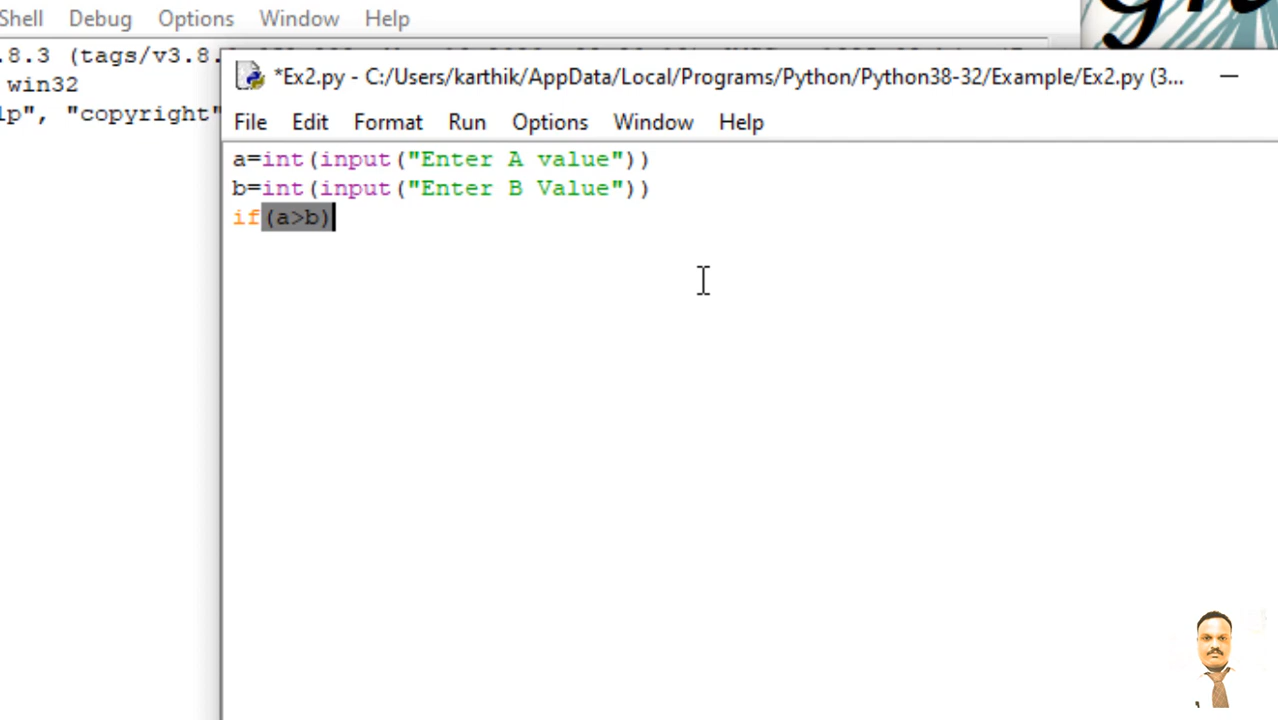 Shell Debug Options Window Help
.8.3 (tags/v3.8.
win32
lp", "copyright"
*Ex2.py - C:/Users/karthik/AppData/Local/Programs/Python/Python38-32/Example/Ex2.py (3...
File Edit Format Run Options Window Help
a=int(input("Enter A value"))
b=int(input("Enter B Value"))
if(a>b)